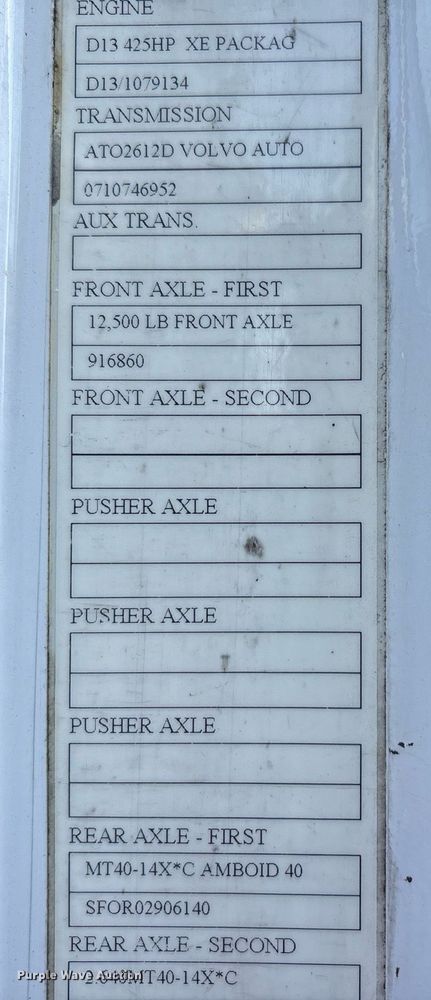 ENGINE
D13 425HP XE PACKAG
D13/1079134
TRANSMISSION
ATO2612D VOLVO AUTO
0710746952
AUX TRANS.
FRONT AXLE - FIRST
12,500 LB FRONT AXLE
916860
FRONT AXLE - SECOND
PUSHER AXLE
PUSHER AXLE
PUSHER AXLE
REAR AXLE - FIRST
MT40-14X*C AMBOID 40
SFOR02906140
REAR AXLE - SECOND
MT40-14X*C
Purple Wave Auction